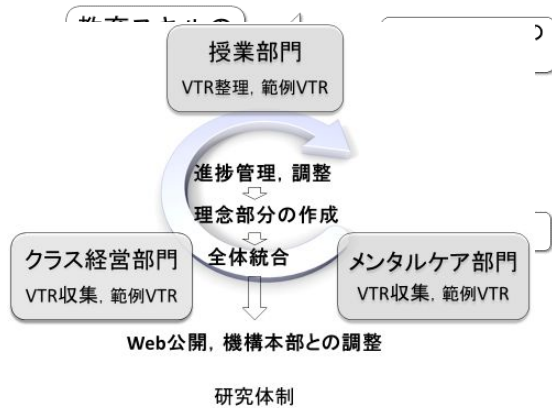 授業部門
VTR整理, 範例VTR
進捗管理, 調整
理念部分の作成
全体統合
クラス経営部門
VTR収集, 範例VTR
メンタルケア部門
VTR収集, 範例VTR
Web公開, 機構本部との調整
研究体制